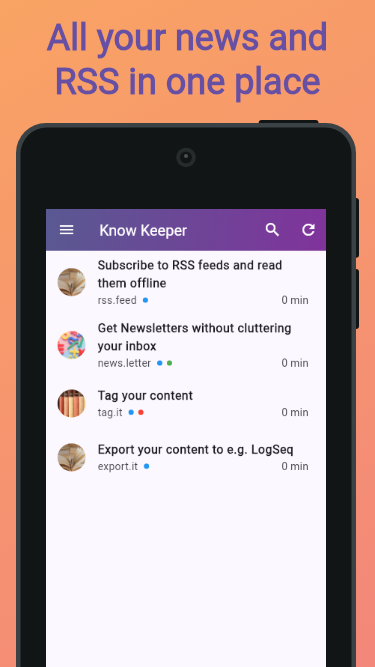 All your news and
RSS in one place
Know Keeper
Subscribe to RSS feeds and read
them offline
rss.feed 0 min
Get Newsletters without cluttering
your inbox
news.letter 0 min
Tag your content
tag.it 0 min
Export your content to e.g. LogSeq
export.it 0 min